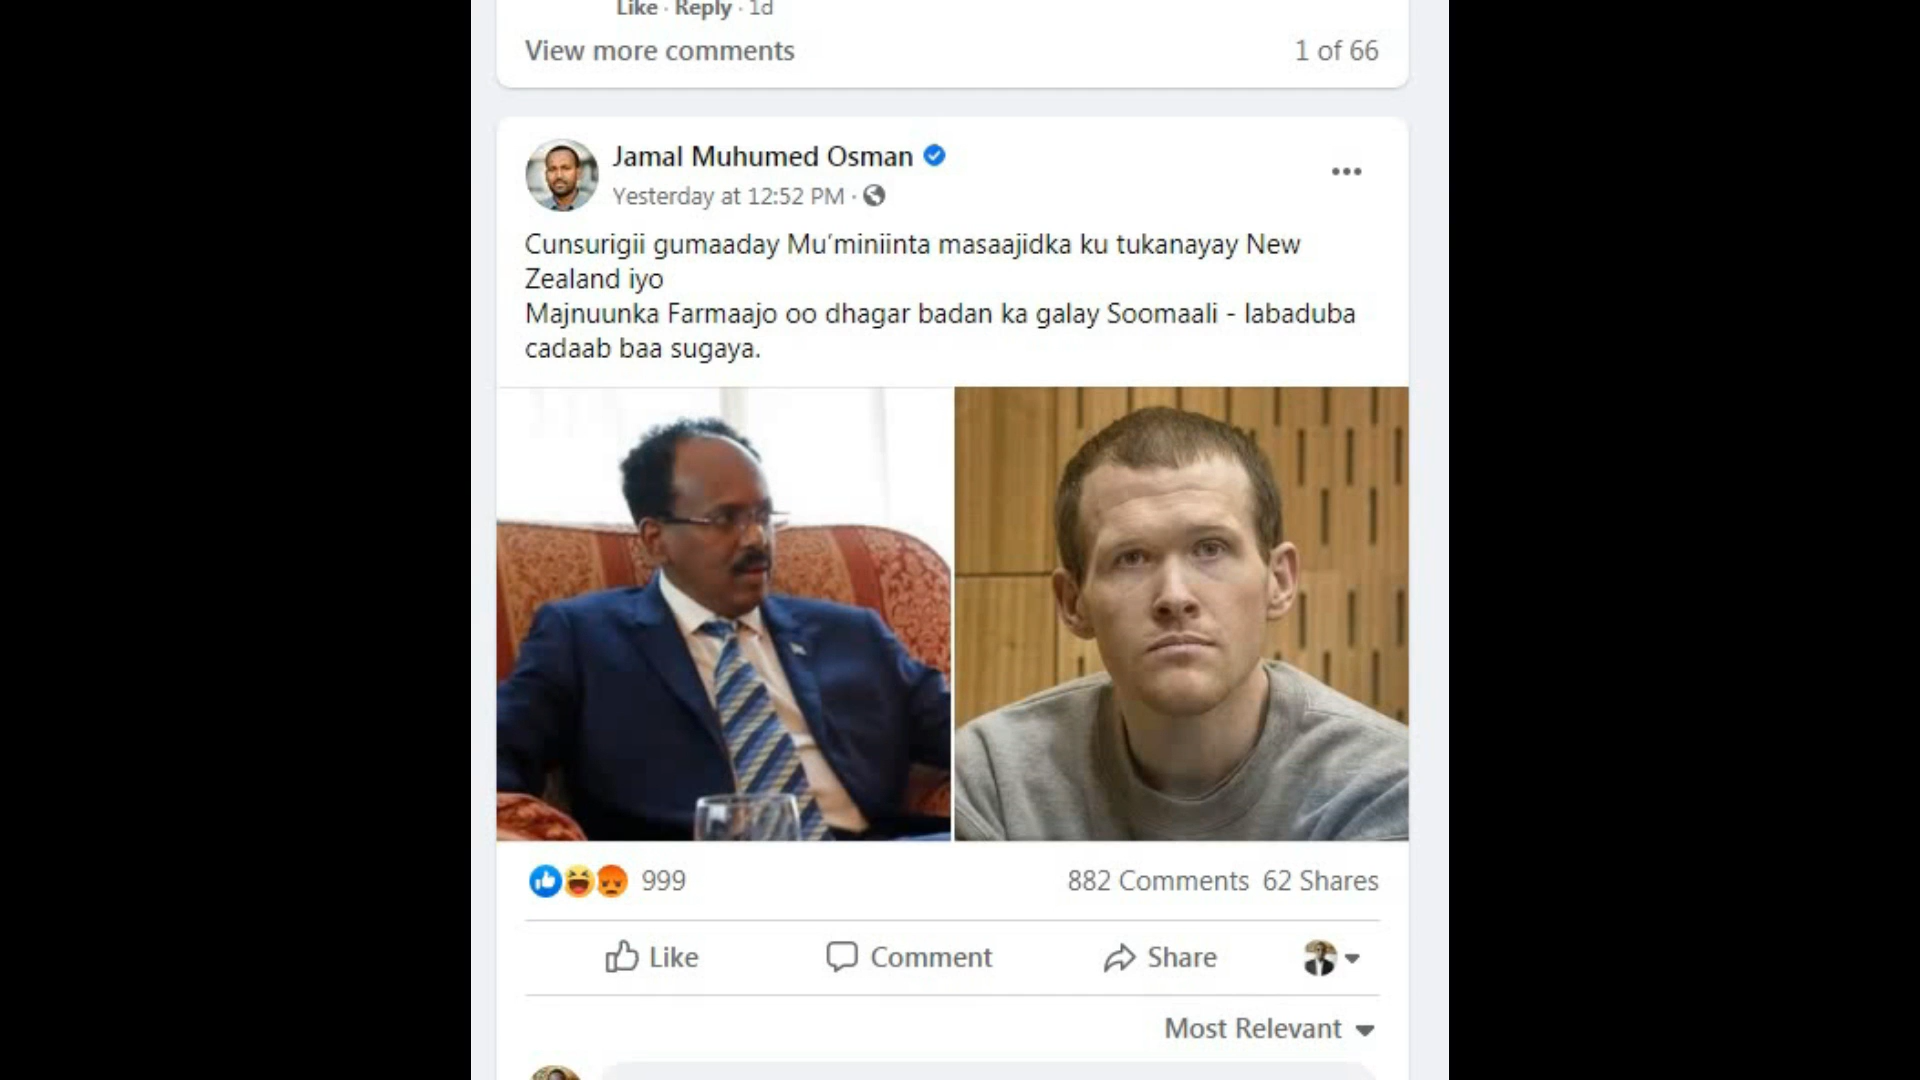 Like · Reply · 1d
View more comments
1 of 66
Jamal Muhumed Osman
Yesterday at 12:52 PM ·
Cunsurigii gumaaday Mu'miniinta masaajidka ku tukanayay New
Zealand iyo
Majnuunka Farmaajo oo dhagar badan ka galay Soomaali - labaduba
cadaab baa sugaya.
999
882 Comments 62 Shares
Like
Comment
Share
Most Relevant